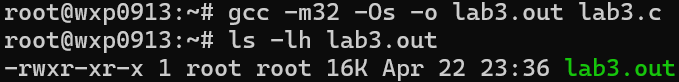 root@wxp0913:~# gcc -m32 -Os -o lab3.out lab3.c
root@wxp0913:~# ls -lh lab3.out
-rwxr-xr-x 1 root root 16K Apr 22 23:36 lab3.out